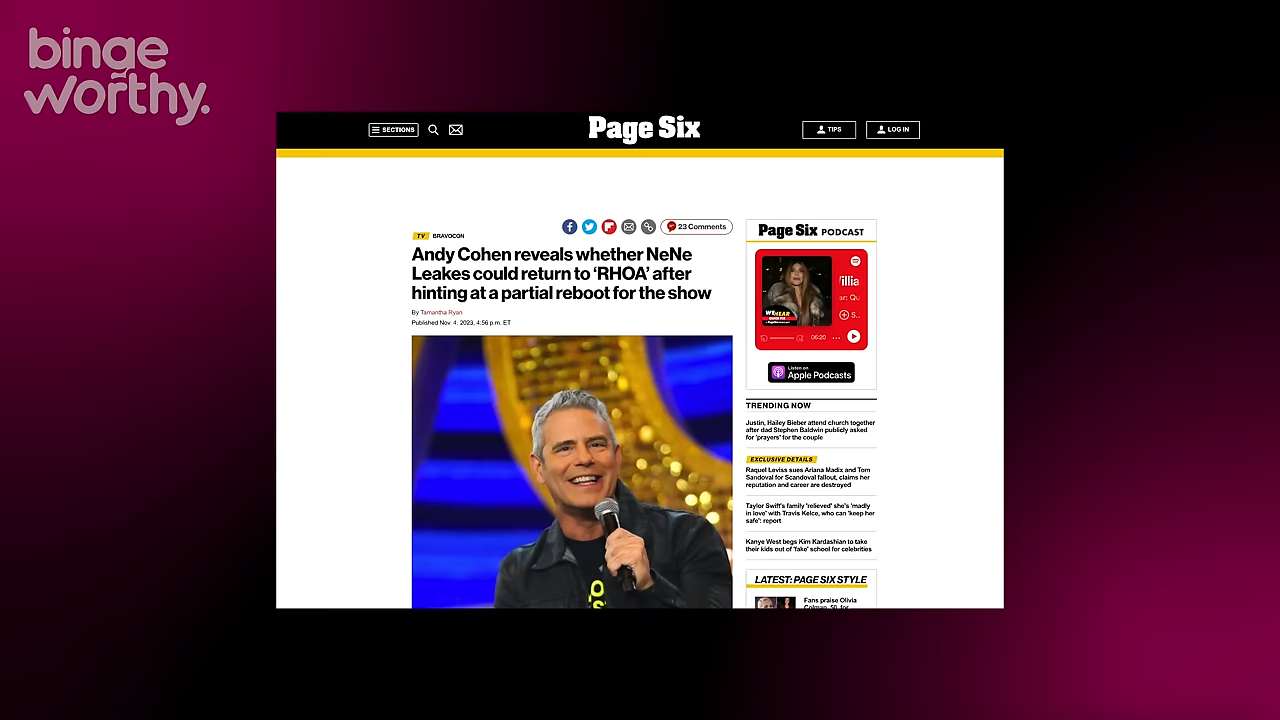 binge
worthy.
SECTIONS
Page Six
TIPS
LOG IN
23 Comments
TV BRAVOCON
Andy Cohen reveals whether NeNe
Leakes could return to ‘RHOA’ after
hinting at a partial reboot for the show
By Tamantha Ryan
Published Nov. 4, 2023, 4:56 p.m. ET
Page Six PODCAST
WE HEAR
S..
06:20
Listen on
Apple Podcasts
TRENDING NOW
Justin, Hailey Bieber attend church together
after dad Stephen Baldwin publicly asked
for 'prayers' for the couple
EXCLUSIVE DETAILS
Raquel Leviss sues Ariana Madix and Tom
Sandoval for Scandoval fallout, claims her
reputation and career are destroyed
Taylor Swift's family 'relieved' she's 'madly
in love' with Travis Kelce, who can 'keep her
safe': report
Kanye West begs Kim Kardashian to take
their kids out of 'fake' school for celebrities
LATEST: PAGE SIX STYLE
Fans praise Olivia
Colman, 50, for